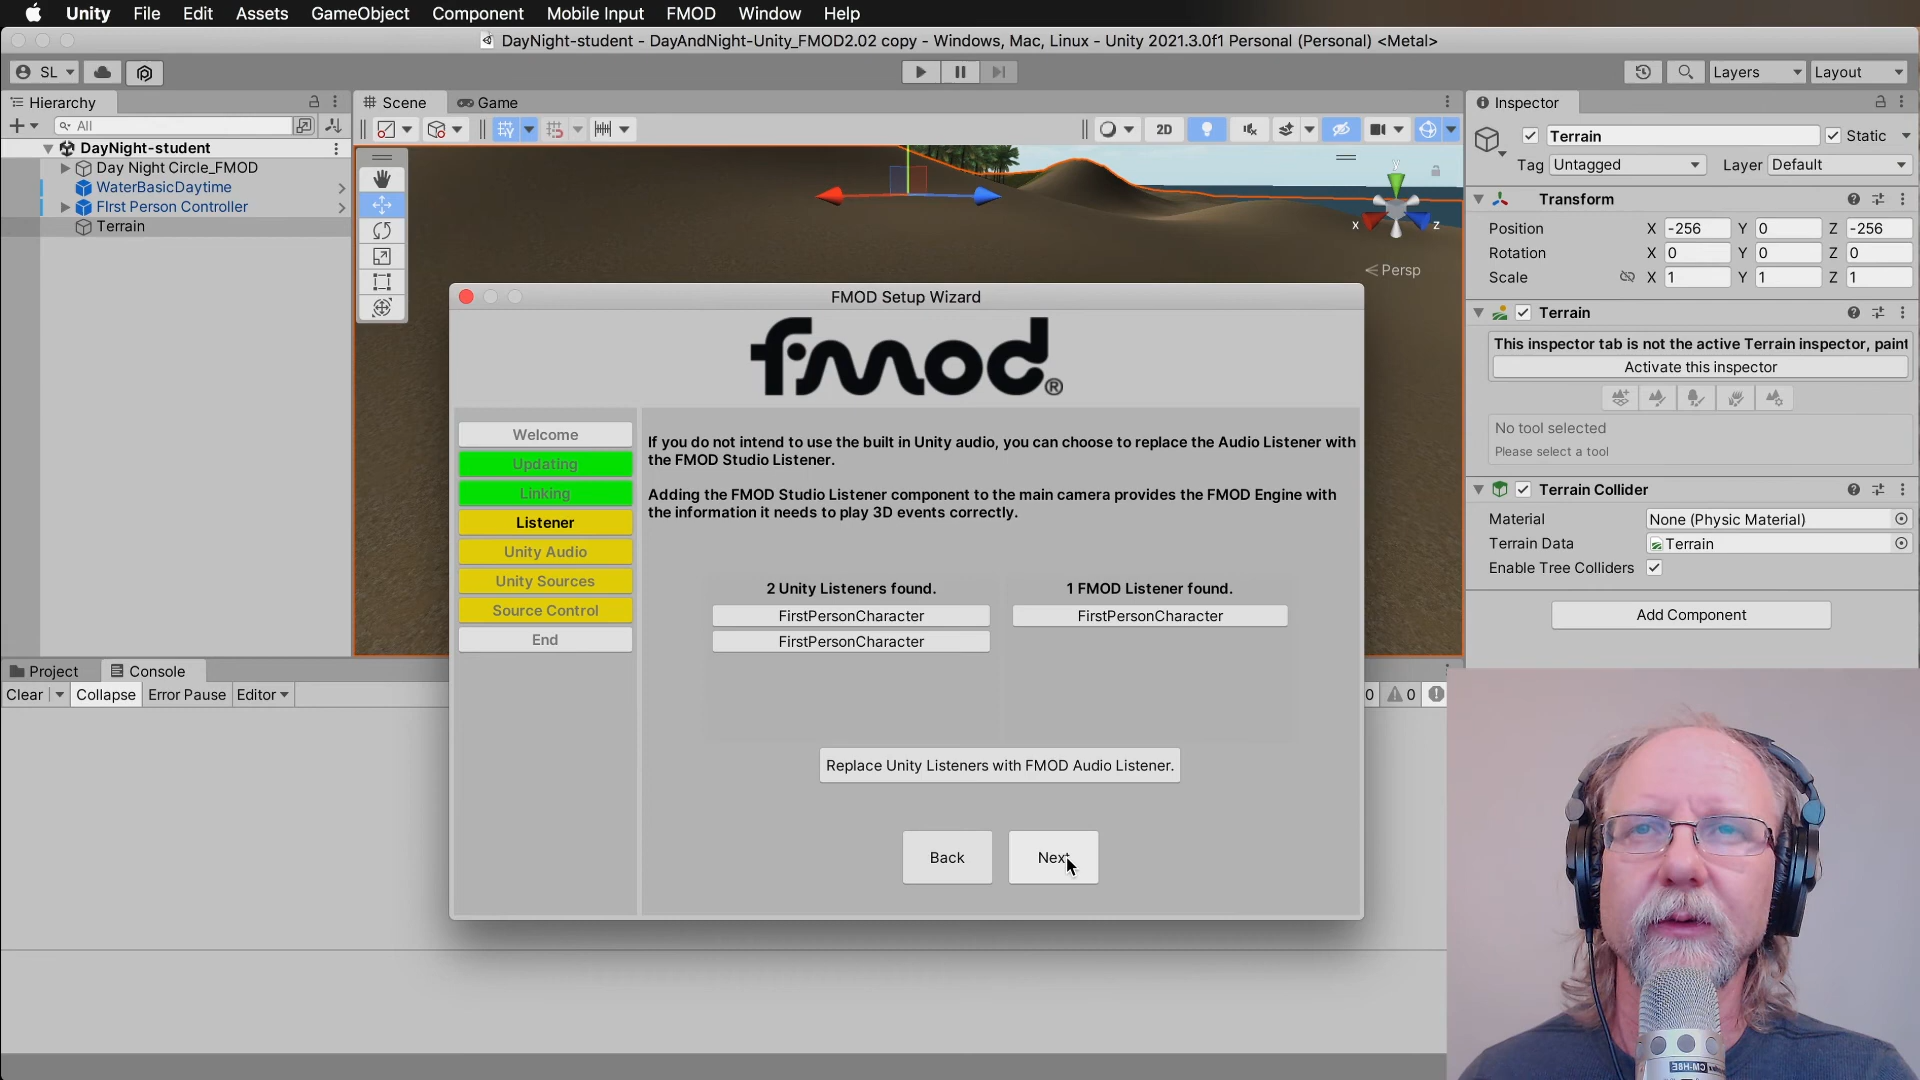 Unity File Edit Assets GameObject Component Mobile Input FMOD Window Help
DayNight-student - DayAndNight-Unity_FMOD2.02 copy - Windows, Mac, Linux - Unity 2021.3.0f1 Personal (Personal) <Metal>
SL
Layers
Layout
Hierarchy
All
DayNight-student
Day Night Circle_FMOD
WaterBasicDaytime
FIrst Person Controller
Terrain
Scene
Game
2D
y
x
z
Persp
FMOD Setup Wizard
fmod®
Welcome
Updating
Linking
Listener
Unity Audio
Unity Sources
Source Control
End
If you do not intend to use the built in Unity audio, you can choose to replace the Audio Listener with
the FMOD Studio Listener.
Adding the FMOD Studio Listener component to the main camera provides the FMOD Engine with
the information it needs to play 3D events correctly.
2 Unity Listeners found.
FirstPersonCharacter
FirstPersonCharacter
1 FMOD Listener found.
FirstPersonCharacter
Replace Unity Listeners with FMOD Audio Listener.
Back
Next
Project
Console
Clear
Collapse
Error Pause
Editor
0
0
Inspector
Terrain
Static
Tag Untagged Layer Default
Transform
Position X -256 Y 0 Z -256
Rotation X 0 Y 0 Z 0
Scale X 1 Y 1 Z 1
Terrain
This inspector tab is not the active Terrain inspector, paint
Activate this inspector
No tool selected
Please select a tool
Terrain Collider
Material None (Physic Material)
Terrain Data Terrain
Enable Tree Colliders
Add Component